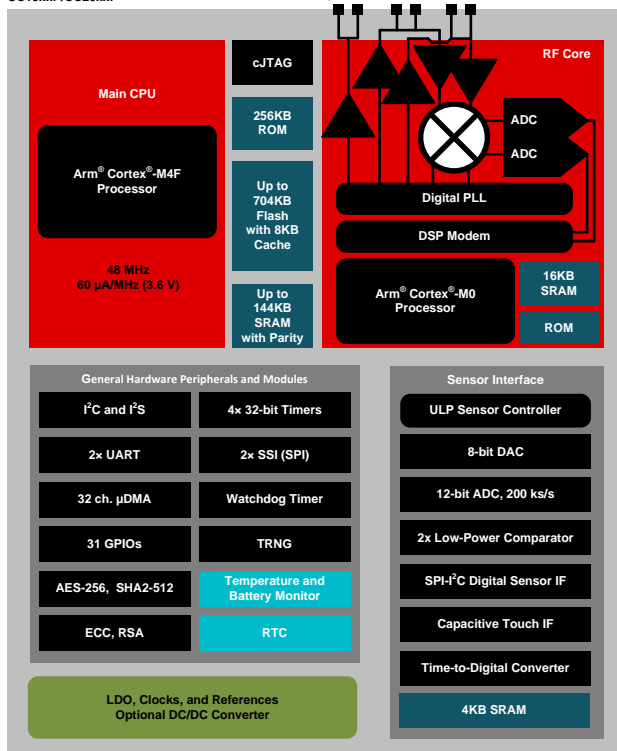 cJTAG
RF Core
Main CPU
256KB
ROM
ADC
ADC
Arm® Cortex®-M4F
Processor
Up to
704KB
Flash
with 8KB
Cache
Digital PLL
DSP Modem
48 MHz
60 µA/MHz (3.6 V)
Up to
144KB
SRAM
with Parity
Arm® Cortex®-M0
Processor
16KB
SRAM
ROM
General Hardware Peripherals and Modules
I²C and I²S
4× 32-bit Timers
2× UART
2× SSI (SPI)
32 ch. µDMA
Watchdog Timer
31 GPIOs
TRNG
AES-256, SHA2-512
Temperature and
Battery Monitor
ECC, RSA
RTC
Sensor Interface
ULP Sensor Controller
8-bit DAC
12-bit ADC, 200 ks/s
2x Low-Power Comparator
SPI-I²C Digital Sensor IF
Capacitive Touch IF
Time-to-Digital Converter
4KB SRAM
LDO, Clocks, and References
Optional DC/DC Converter